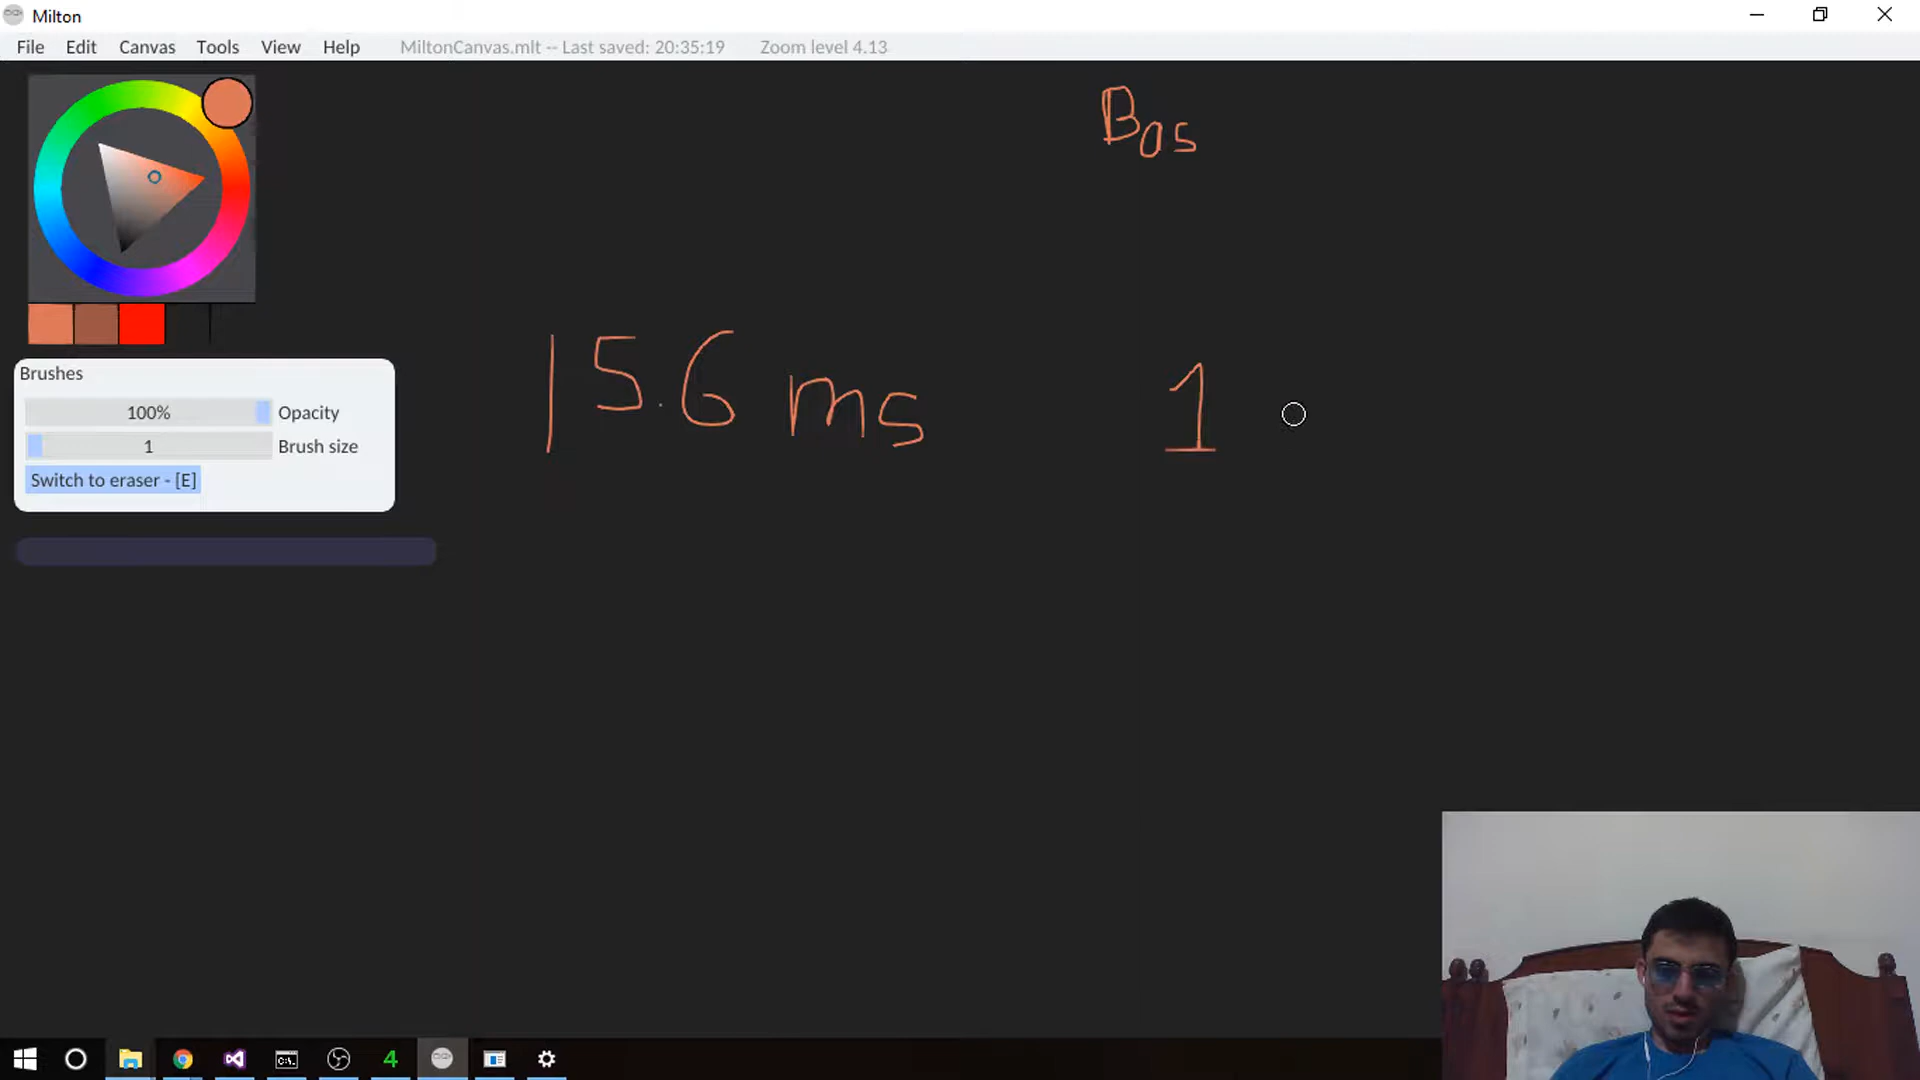 Milton
File Edit Canvas Tools View Help MiltonCanvas.mlt -- Last saved: 20:35:19 Zoom level 4.13
Bos
15.6 ms 1
Brushes
100% Opacity
1 Brush size
Switch to eraser - [E]
C:\.
4